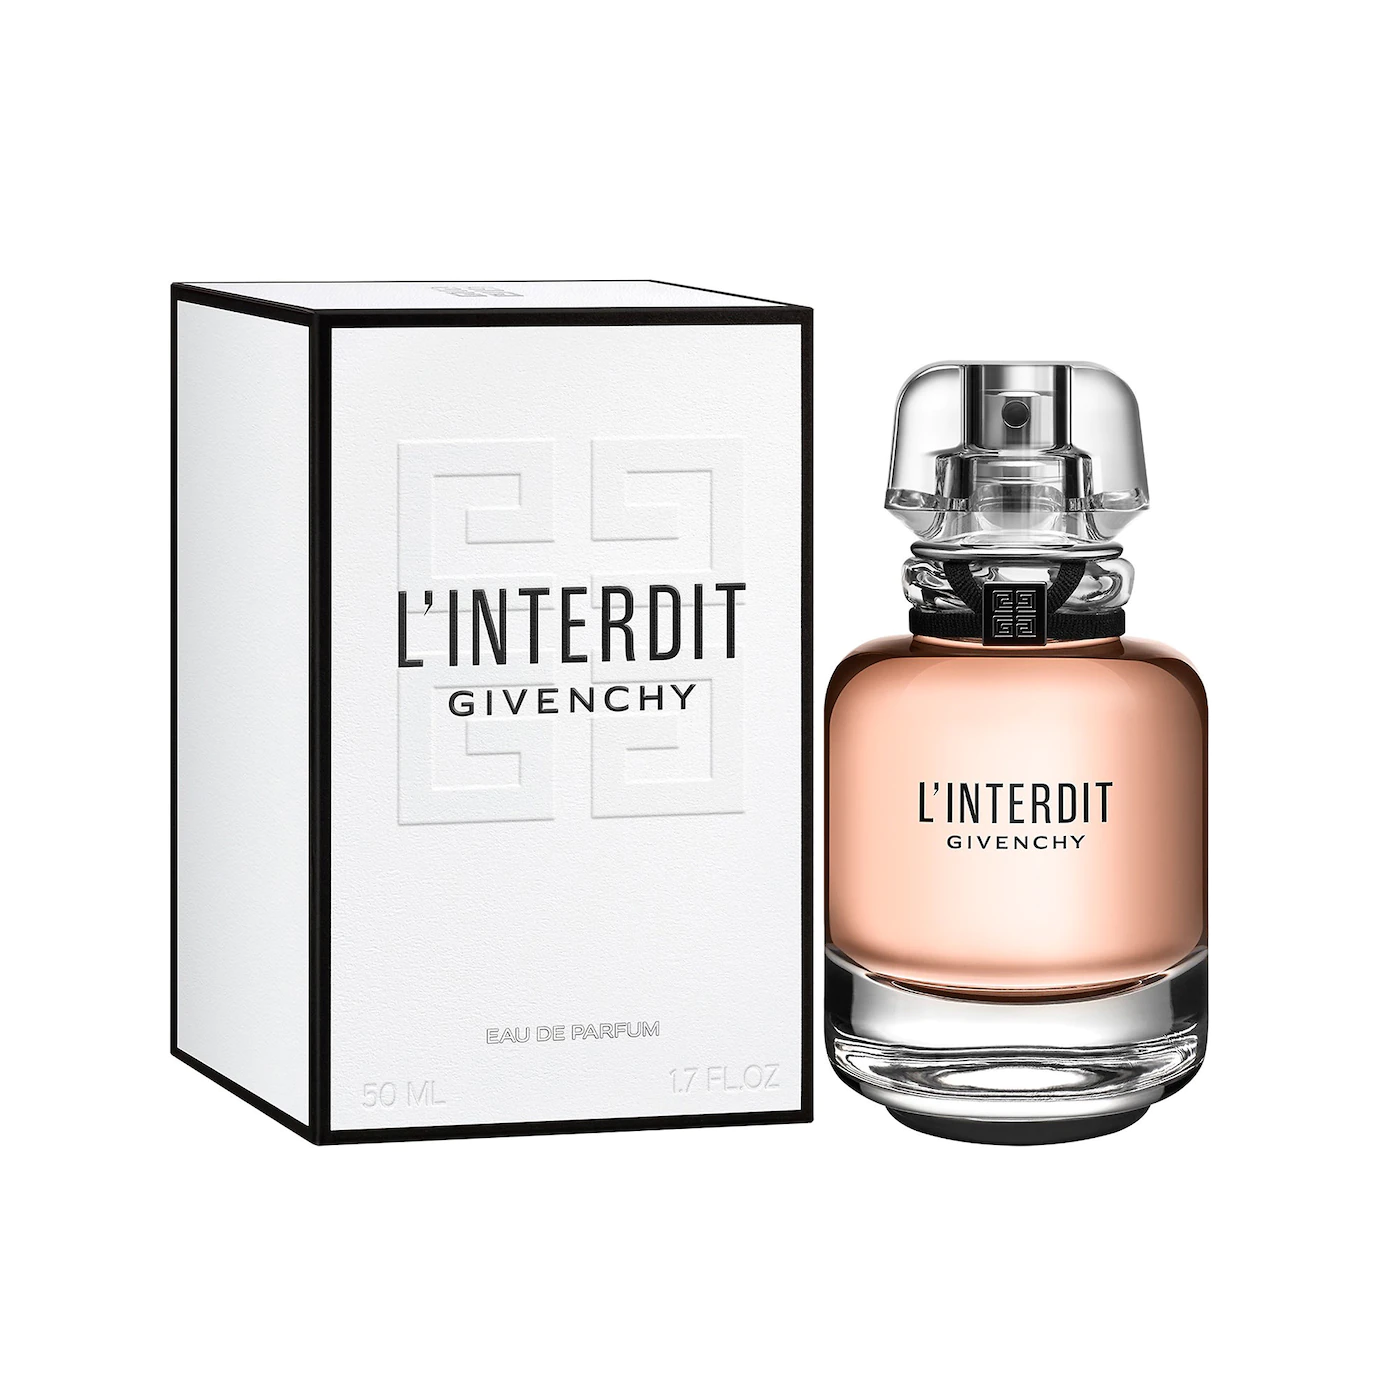 L'INTERDIT
GIVENCHY
EAU DE PARFUM
50 ML
1.7 FL.OZ
L'INTERDIT
GIVENCHY